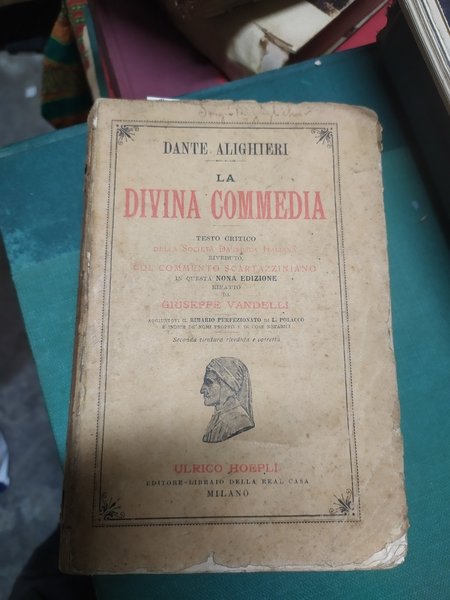 DANTE ALIGHIERI
LA
DIVINA COMMEDIA
TESTO CRITICO
DELLA SOCIETÀ DANTESCA ITALIANA
RIVEDUTO,
COL COMMENTO SCARTAZZINIANO
IN QUESTA NONA EDIZIONE
RIFATTO
DA
GIUSEPPE VANDELLI
AGGIUNTOVI IL RIMARIO PERFEZIONATO DI L. POLACCO
E INDICE DE' NOMI PROPRI E DI COSE NOTABILI
Seconda tiratura riveduta e corretta
ULRICO HOEPLI
EDITORE-LIBRAIO DELLA REAL CASA
MILANO